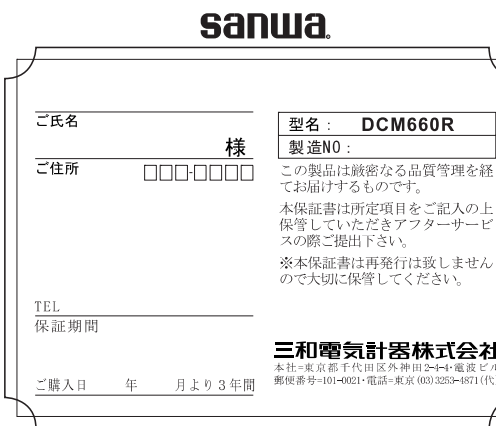 sanwa
ご氏名
様
ご住所 □□□-□□□□
TEL
保証期間
ご購入日 年 月より3年間
型名: DCM660R
製造NO:
この製品は厳密なる品質管理を経
てお届けするものです。
本保証書は所定項目をご記入の上
保管していただきアフターサービ
スの際ご提出下さい。
※本保証書は再発行は致しません
ので大切に保管してください。
三和電気計器株式会社
本社=東京都千代田区外神田2-4-4・電波ビル
郵便番号=101-0021・電話=東京(03)3253-4871(代